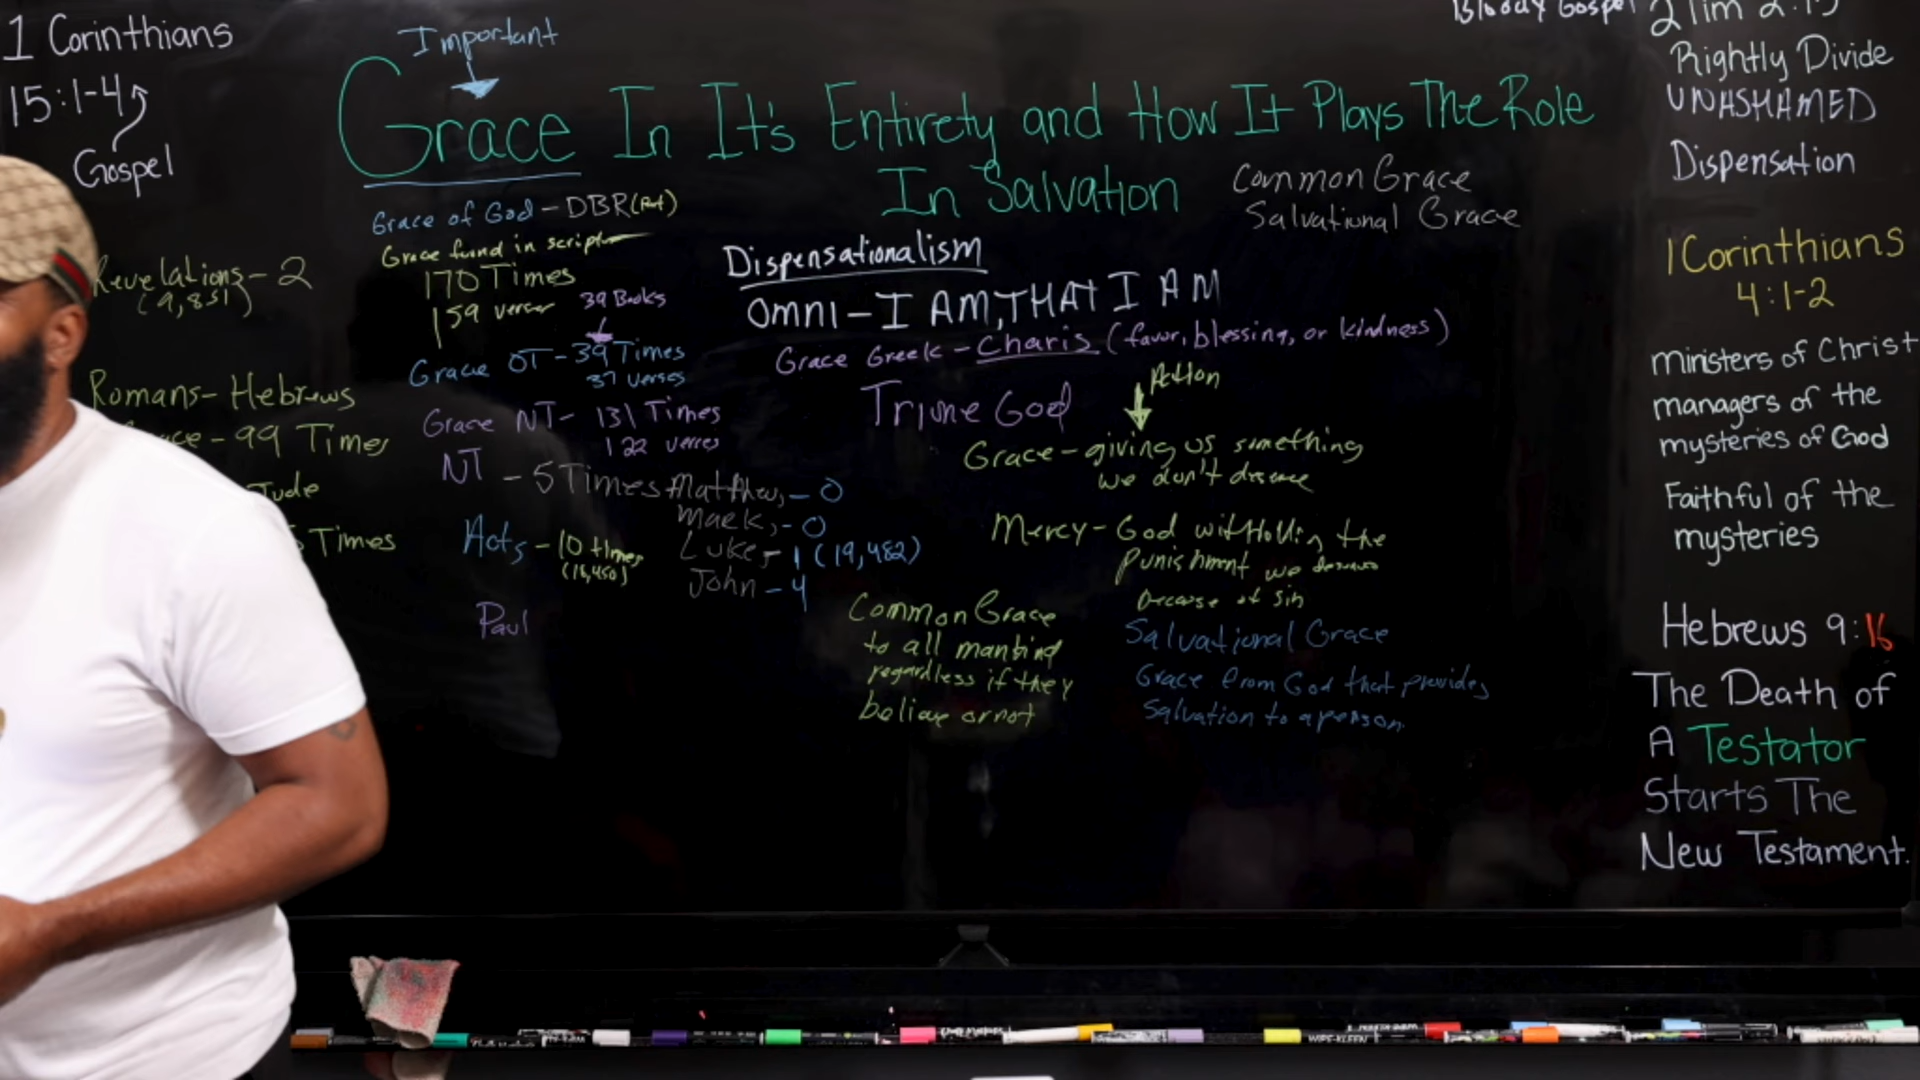 1 Corinthians
15:1-4
Gospel
Revelations - 2
(9,851)
Romans - Hebrews
- 99 Times
Jude
Times
Important
Grace In It's Entirety and How It Plays The Role
In Salvation
Common Grace
Salvational Grace
Grace of God - DBR
Grace fund in scripture
170 Times
159 verses
39 Books
Grace OT - 39 Times
37 verses
Grace NT - 131 Times
122 verses
NT - 5 Times
Matthew, - 0
Mark, - 0
Luke, - 1 (19,482)
John - 4
Acts - 10 times
(18,450)
Paul
Dispensationalism
Omni - I AM, THAT I AM
Grace Greek - Charis (favor, blessing, or kindness)
Action
Triune God
Grace - giving us something
we don't
Mercy - God
the
Punishment we
because of sin
Common Grace
to all mankind
regardless if they
believe or not
Salvational Grace
Grace from God that provides
Salvation to a person.
Bloody Gospel
2 Tim 2:15
Rightly Divide
UNASHAMED
Dispensation
1 Corinthians
4:1-2
ministers of Christ
managers of the
mysteries of God
Faithful of the
mysteries
Hebrews 9:16
The Death of
A Testator
Starts The
New Testament.